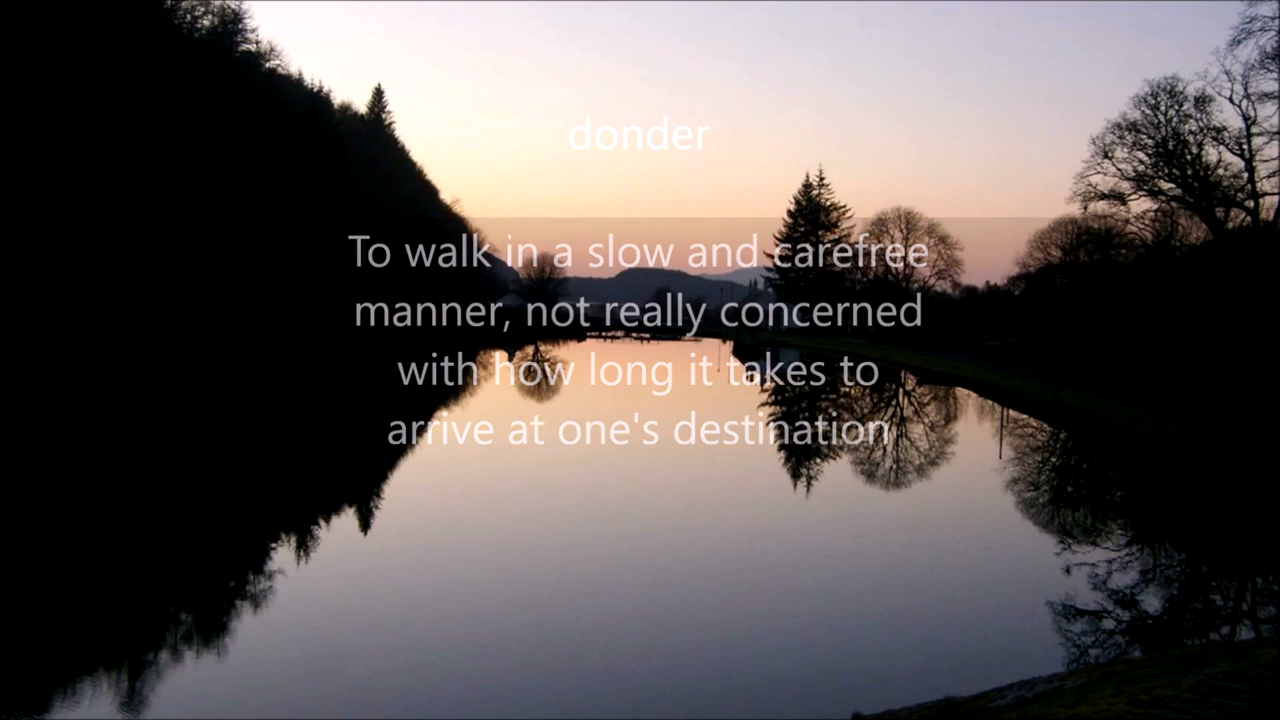 donder
To walk in a slow and carefree
manner, not really concerned
with how long it takes to
arrive at one's destination